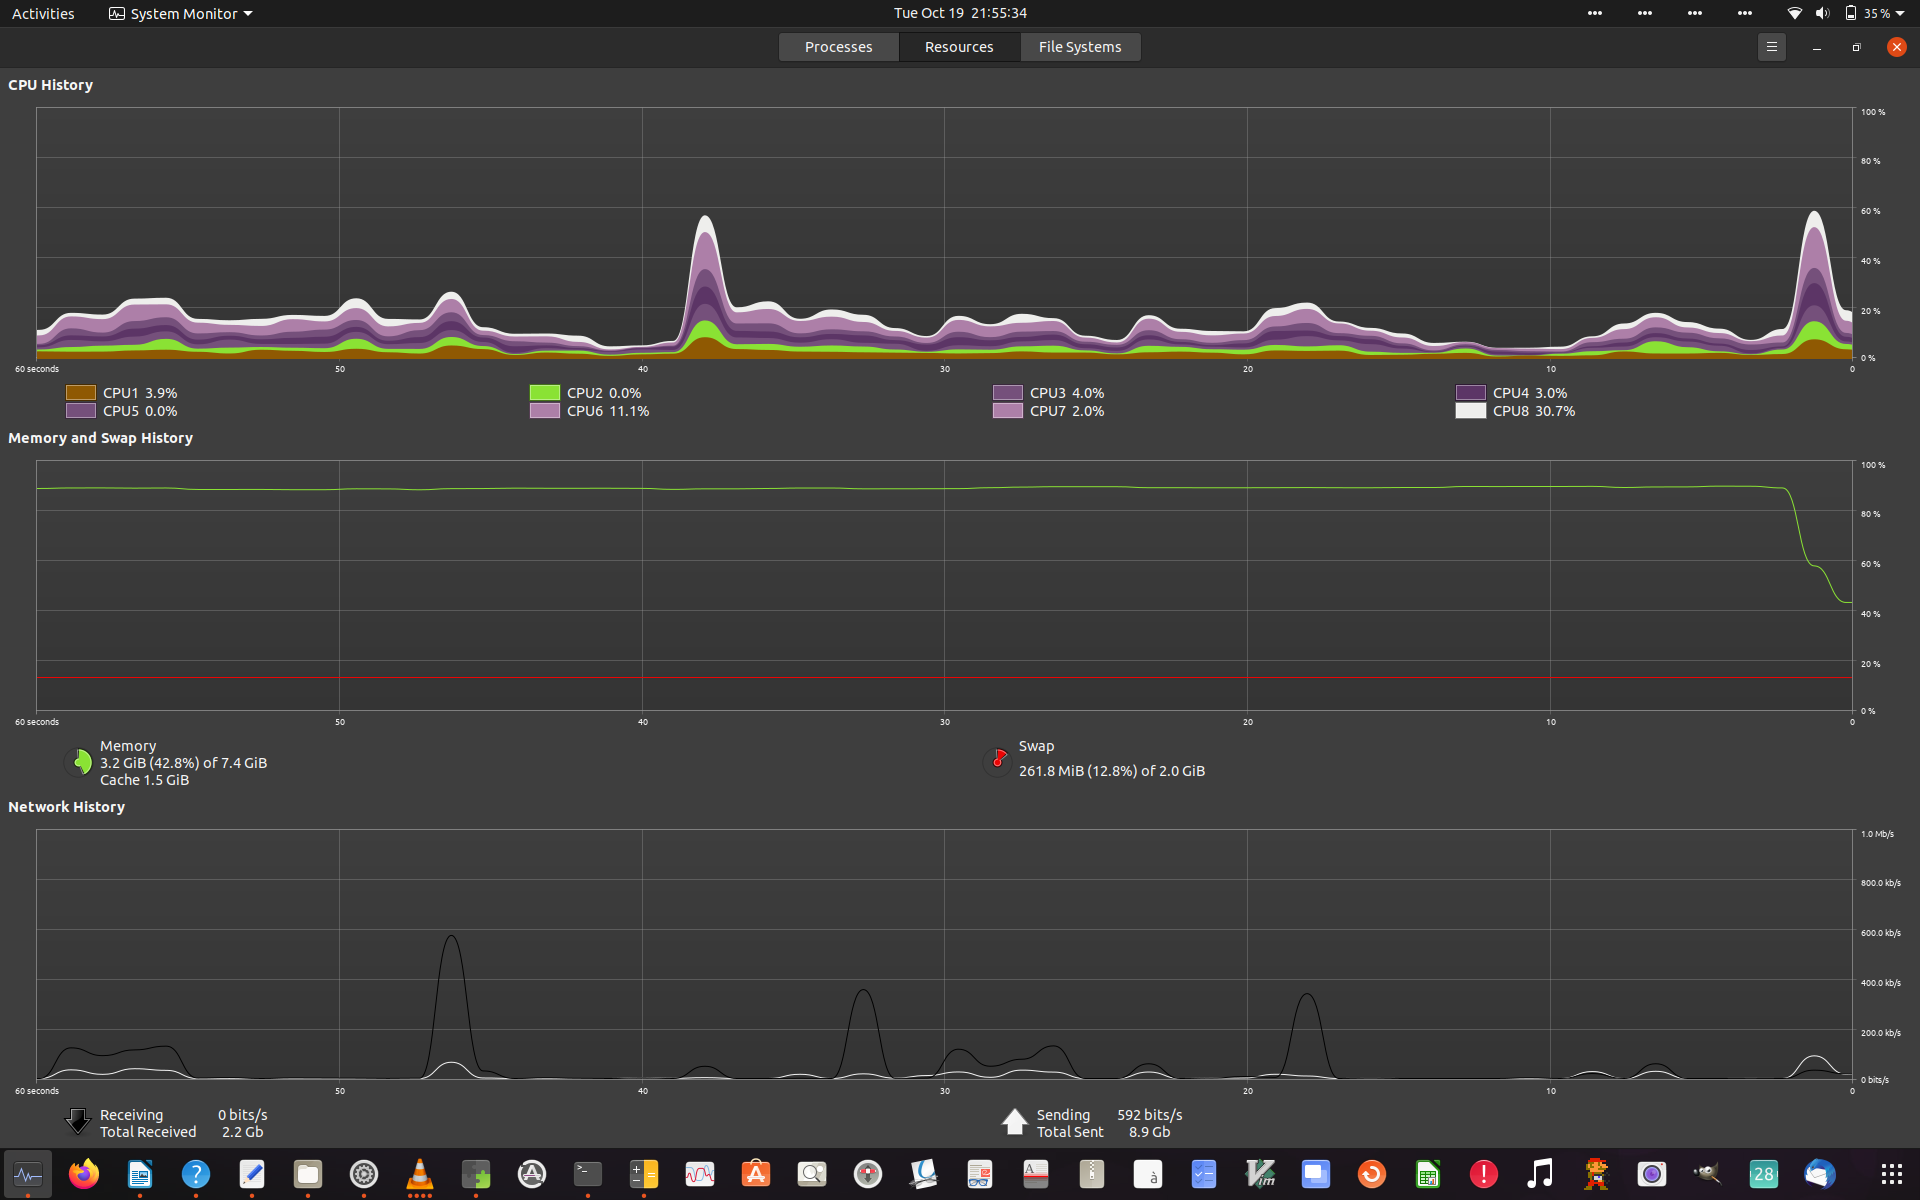 Activities System Monitor Tue Oct 19 21:55:34 35 %
Processes Resources File Systems
CPU History
100 %
80 %
60 %
40 %
20 %
0 %
60 seconds 50 40 30 20 10 0
CPU1 3.9% CPU2 0.0% CPU3 4.0% CPU4 3.0%
CPU5 0.0% CPU6 11.1% CPU7 2.0% CPU8 30.7%
Memory and Swap History
100 %
80 %
60 %
40 %
20 %
0 %
60 seconds 50 40 30 20 10 0
Memory Swap
3.2 GiB (42.8%) of 7.4 GiB 261.8 MiB (12.8%) of 2.0 GiB
Cache 1.5 GiB
Network History
1.0 Mb/s
800.0 kb/s
600.0 kb/s
400.0 kb/s
200.0 kb/s
0 bits/s
60 seconds 50 40 30 20 10 0
Receiving 0 bits/s Sending 592 bits/s
Total Received 2.2 Gb Total Sent 8.9 Gb
? >_ A à Vim ! 28